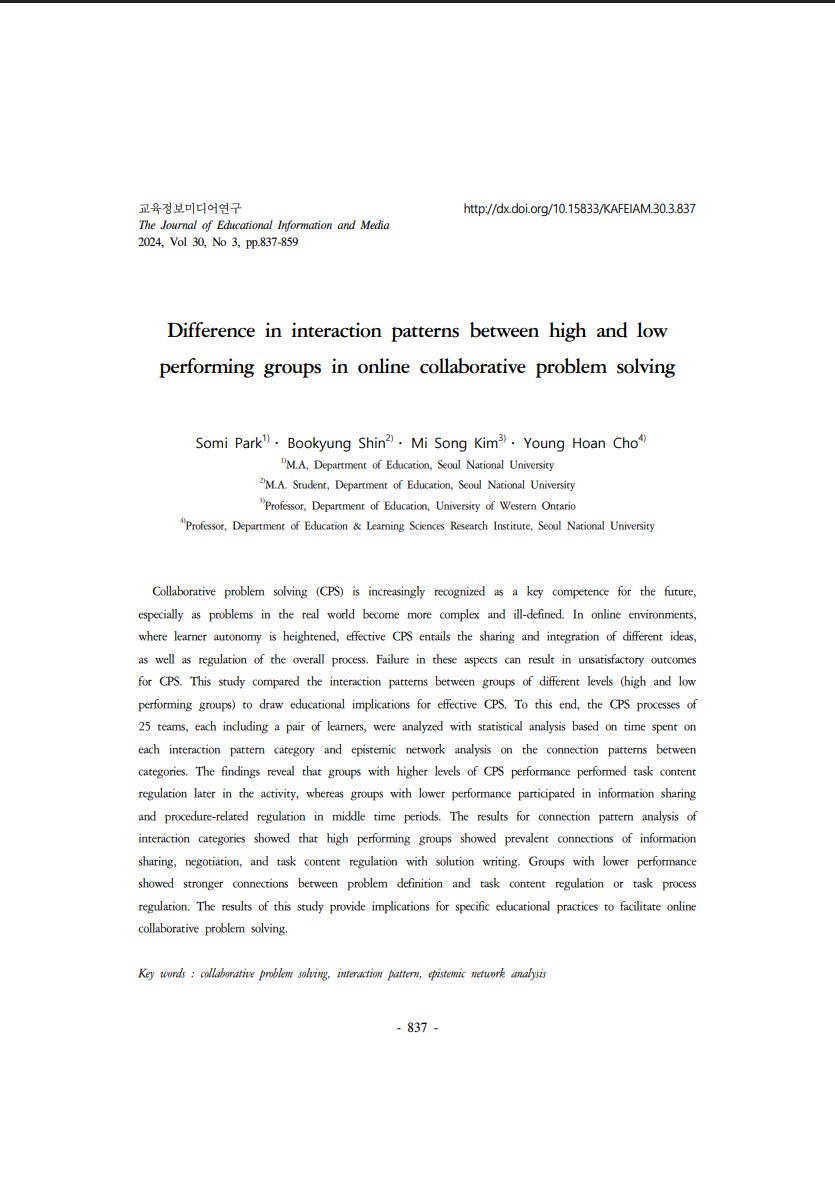 교육정보미디어연구
http://dx.doi.org/10.15833/KAFEIAM.30.3.837
The Journal of Educational Information and Media
2024, Vol 30, No 3, pp.837-859
Difference in interaction patterns between high and low
performing groups in online collaborative problem solving
Somi Park1)· Bookyung Shin2)· Mi Song Kim3)· Young Hoan Cho4)
1)M.A, Department of Education, Seoul National University
2)M.A. Student, Department of Education, Seoul National University
3)Professor, Department of Education, University of Western Ontario
4)Professor, Department of Education & Learning Sciences Research Institute, Seoul National University
Collaborative problem solving (CPS) is increasingly recognized as a key competence for the future,
especially as problems in the real world become more complex and ill-defined. In online environments,
where learner autonomy is heightened, effective CPS entails the sharing and integration of different ideas,
as well as regulation of the overall process. Failure in these aspects can result in unsatisfactory outcomes
for CPS. This study compared the interaction patterns between groups of different levels (high and low
performing groups) to draw educational implications for effective CPS. To this end, the CPS processes of
25 teams, each including a pair of learners, were analyzed with statistical analysis based on time spent on
each interaction pattern category and epistemic network analysis on the connection patterns between
categories. The findings reveal that groups with higher levels of CPS performance performed task content
regulation later in the activity, whereas groups with lower performance participated in information sharing
and procedure-related regulation in middle time periods. The results for connection pattern analysis of
interaction categories showed that high performing groups showed prevalent connections of information
sharing, negotiation, and task content regulation with solution writing. Groups with lower performance
showed stronger connections between problem definition and task content regulation or task process
regulation. The results of this study provide implications for specific educational practices to facilitate online
collaborative problem solving.
Key words : collaborative problem solving, interaction pattern, epistemic network analysis
- 837 -